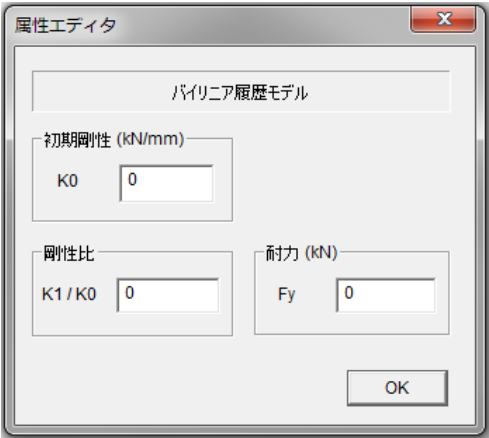 属性エディタ
バイリニア履歴モデル
初期剛性 (kN/mm)
K0 0
剛性比
K1 / K0 0
耐力 (kN)
Fy 0
OK